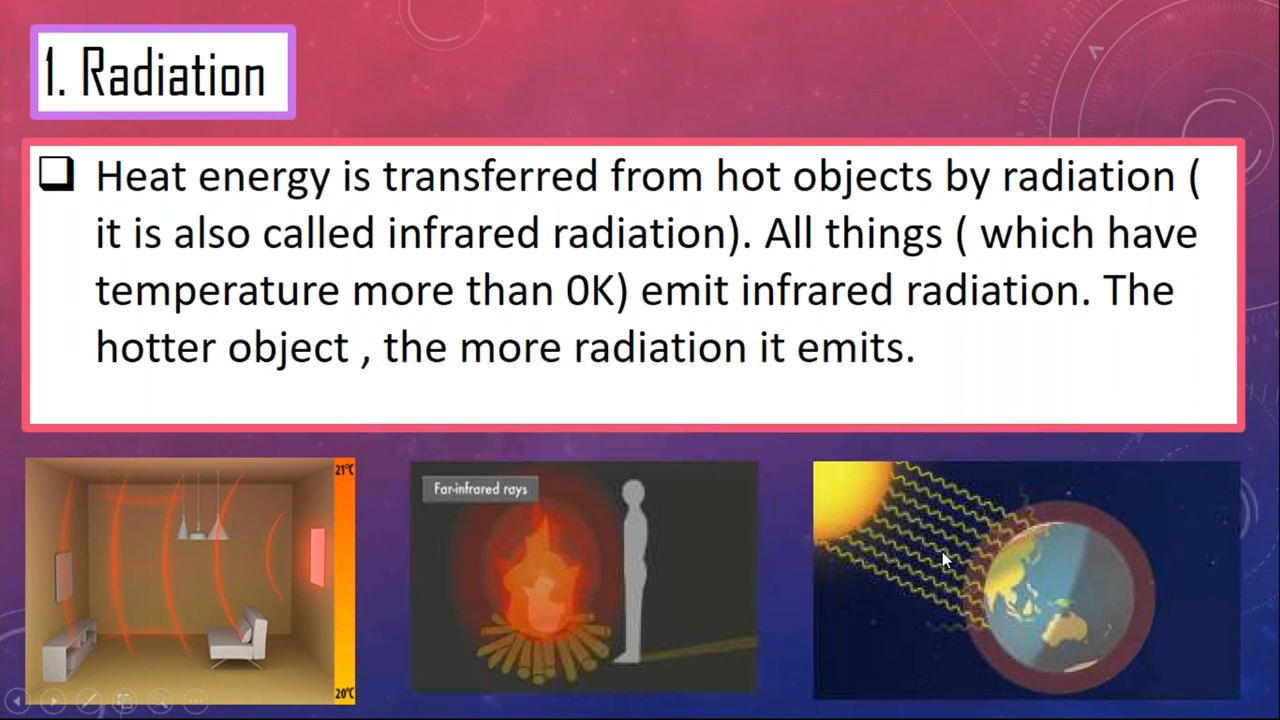 1. Radiation
❑ Heat energy is transferred from hot objects by radiation (
it is also called infrared radiation). All things ( which have
temperature more than 0K) emit infrared radiation. The
hotter object , the more radiation it emits.
21°C
20°C
Far-infrared rays